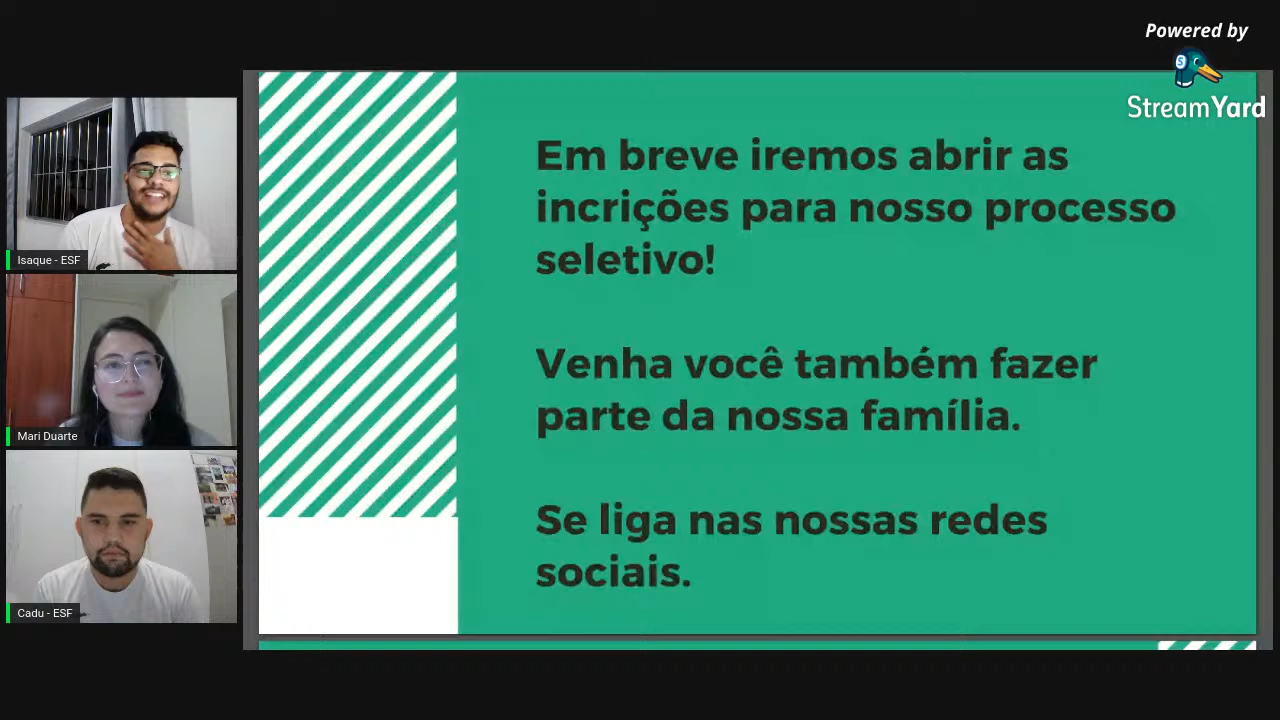 Powered by
StreamYard
Isaque - ESF
Mari Duarte
Cadu - ESF
Em breve iremos abrir as
incrições para nosso processo
seletivo!
Venha você também fazer
parte da nossa família.
Se liga nas nossas redes
sociais.